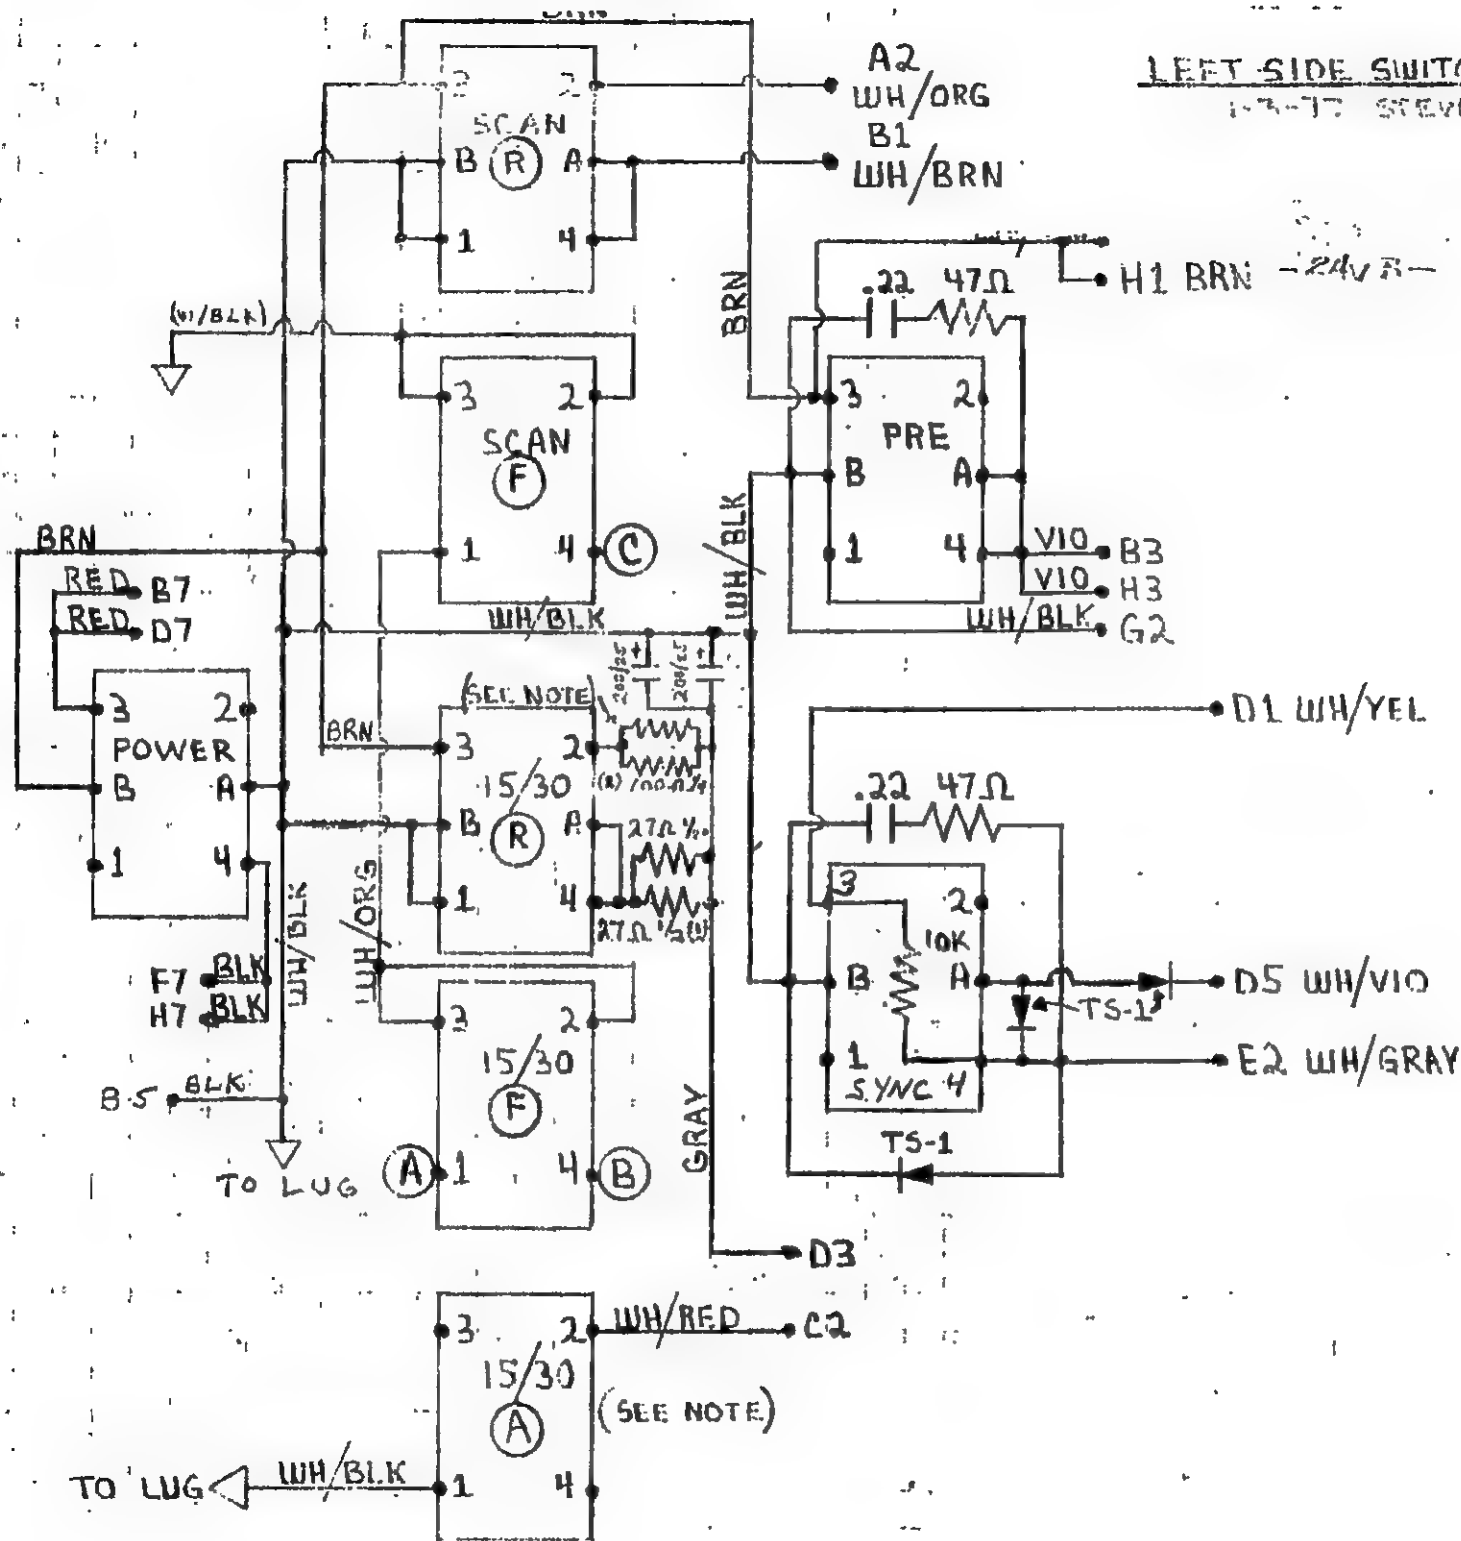 LEFT SIDE
A2
WH/ORG
B1
WH/BRN
2
SCAN
B R A
1 4
(W/BLK)
BRN
.22 47Ω
H1 BRN -24V
3 2
SCAN
F
1 4 C
WH/BLK
3 2
PRE
B A
1 4
VIO B3
VIO H3
WH/BLK G2
WH/BLK
BRN
RED B7
RED D7
3 2
POWER
B A
1 4
BLK F7
BLK H7
B5 BLK
TO LUG
WH/BLK
WH/ORG
(SEE NOTE)
BRN
3 2
15/30
B R A
1 4
27Ω
27Ω 1/2
GRAY
D3
3 2
15/30
F
A 1 4 B
D1 WH/YEL
.22 47Ω
3 2
10K
B A
1 4
SYNC
TS-1
TS-1
D5 WH/VIO
E2 WH/GRAY
3 2
15/30
A
1 4
WH/RED C2
(SEE NOTE)
TO LUG WH/BLK